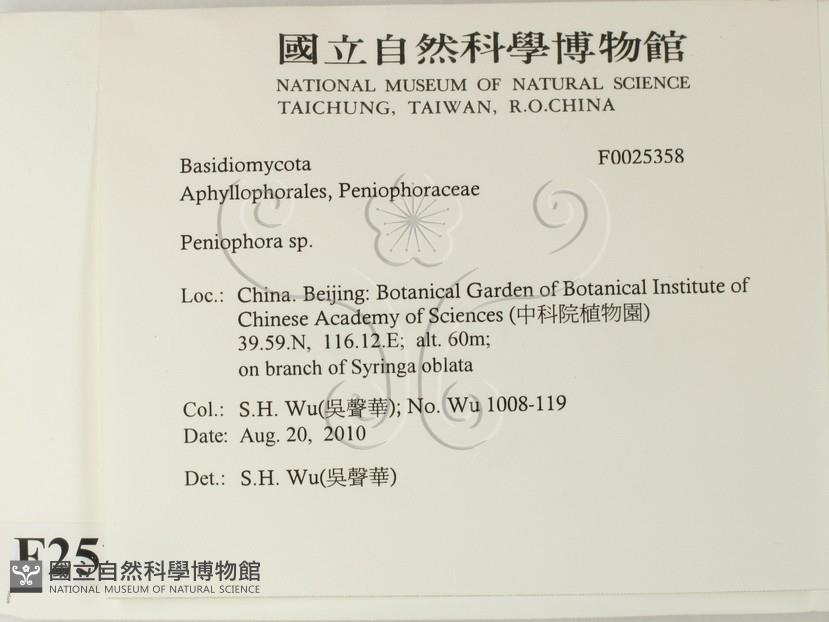 國立自然科學博物館
NATIONAL MUSEUM OF NATURAL SCIENCE
TAICHUNG, TAIWAN, R.O.CHINA
Basidiomycota F0025358
Aphyllophorales, Peniophoraceae
Peniophora sp.
Loc.: China. Beijing: Botanical Garden of Botanical Institute of
Chinese Academy of Sciences (中科院植物園)
39.59.N, 116.12.E; alt. 60m;
on branch of Syringa oblata
Col.: S.H. Wu(吳聲華); No. Wu 1008-119
Date: Aug. 20, 2010
Det.: S.H. Wu(吳聲華)
F25
國立自然科學博物館
NATIONAL MUSEUM OF NATURAL SCIENCE